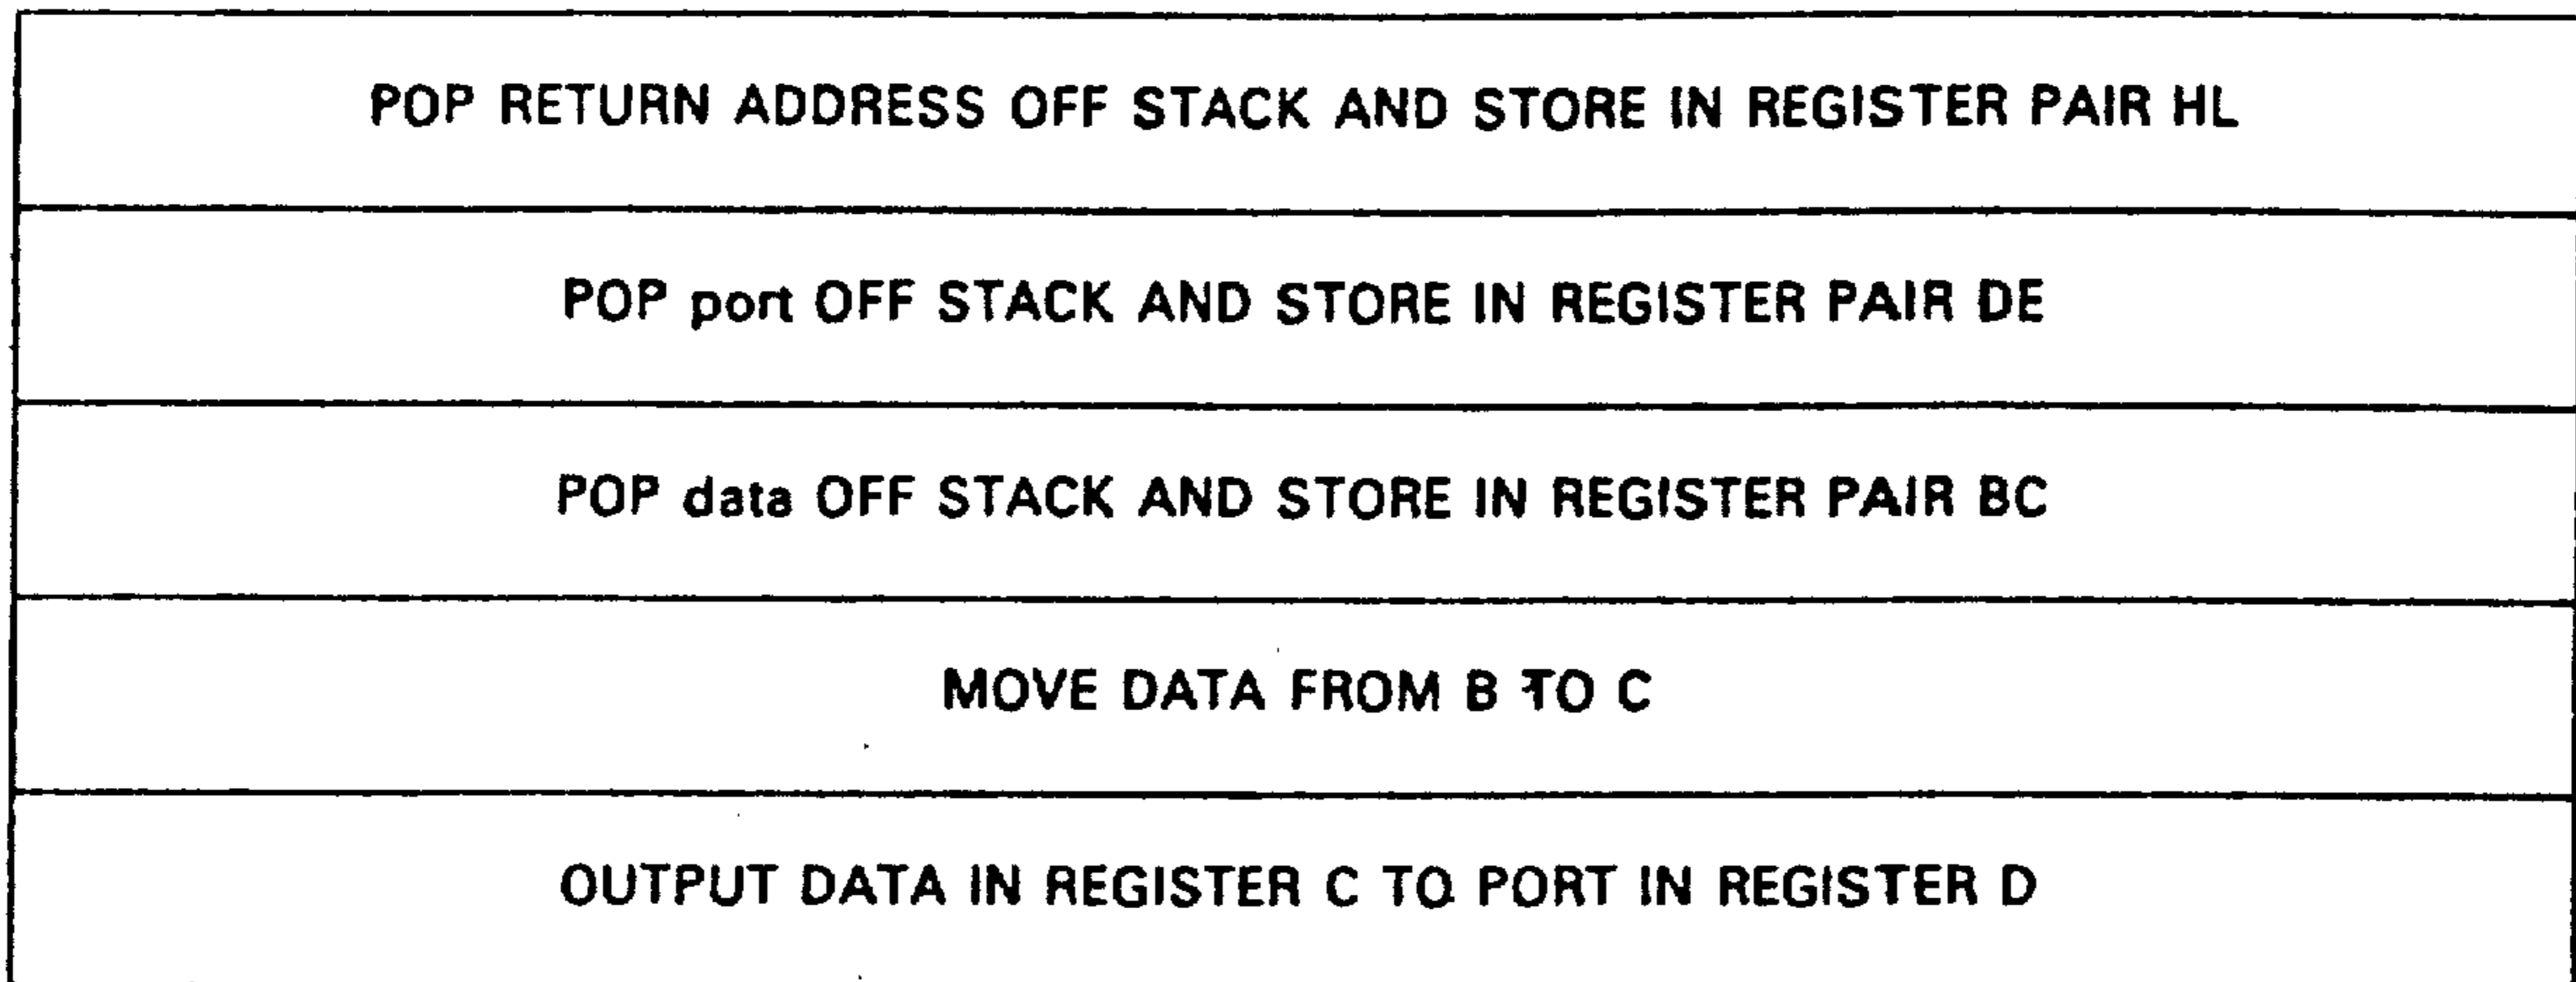 POP RETURN ADDRESS OFF STACK AND STORE IN REGISTER PAIR HL
POP port OFF STACK AND STORE IN REGISTER PAIR DE
POP data OFF STACK AND STORE IN REGISTER PAIR BC
MOVE DATA FROM B TO C
OUTPUT DATA IN REGISTER C TO PORT IN REGISTER D